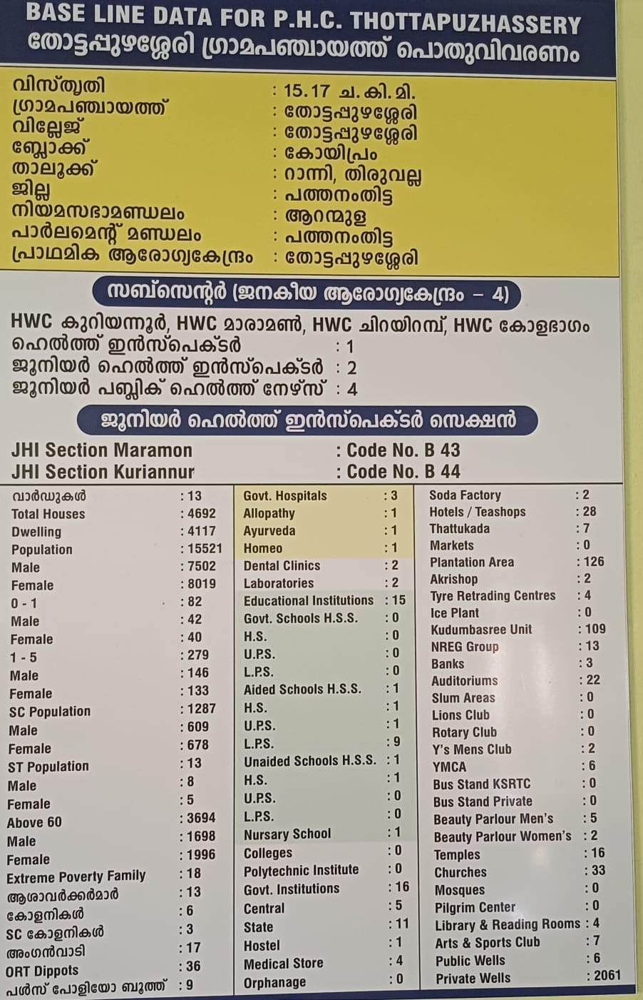 BASE LINE DATA FOR P.H.C. THOTTAPUZHASSERY
തോട്ടപ്പുഴശ്ശേരി ഗ്രാമപഞ്ചായത്ത് പൊതുവിവരണം
വിസ്തൃതി : 15.17 ച.കി.മി.
ഗ്രാമപഞ്ചായത്ത് : തോട്ടപ്പുഴശ്ശേരി
വില്ലേജ് : തോട്ടപ്പുഴശ്ശേരി
ബ്ലോക്ക് : കോയിപ്രം
താലൂക്ക് : റാന്നി, തിരുവല്ല
ജില്ല : പത്തനംതിട്ട
നിയമസഭാമണ്ഡലം : ആറന്മുള
പാർലമെന്റ് മണ്ഡലം : പത്തനംതിട്ട
പ്രാഥമിക ആരോഗ്യകേന്ദ്രം : തോട്ടപ്പുഴശ്ശേരി
സബ്സെന്റർ (ജനകീയ ആരോഗ്യകേന്ദ്രം – 4)
HWC കുറിയന്നൂർ, HWC മാരാമൺ, HWC ചിറയിറമ്പ്, HWC കോളഭാഗം
ഹെൽത്ത് ഇൻസ്പെക്ടർ : 1
ജൂനിയർ ഹെൽത്ത് ഇൻസ്പെക്ടർ : 2
ജൂനിയർ പബ്ലിക് ഹെൽത്ത് നേഴ്സ് : 4
ജൂനിയർ ഹെൽത്ത് ഇൻസ്പെക്ടർ സെക്ഷൻ
JHI Section Maramon : Code No. B 43
JHI Section Kuriannur : Code No. B 44
വാർഡുകൾ : 13
Total Houses : 4692
Dwelling : 4117
Population : 15521
Male : 7502
Female : 8019
0 - 1 : 82
Male : 42
Female : 40
1 - 5 : 279
Male : 146
Female : 133
SC Population : 1287
Male : 609
Female : 678
ST Population : 13
Male : 8
Female : 5
Above 60 : 3694
Male : 1698
Female : 1996
Extreme Poverty Family : 18
ആശാവർക്കർമാർ : 13
കോളനികൾ : 6
SC കോളനികൾ : 3
അംഗൻവാടി : 17
ORT Dippots : 36
പൾസ് പോളിയോ ബൂത്ത് : 9
Govt. Hospitals : 3
Allopathy : 1
Ayurveda : 1
Homeo : 1
Dental Clinics : 2
Laboratories : 2
Educational Institutions : 15
Govt. Schools H.S.S. : 0
H.S. : 0
U.P.S. : 0
L.P.S. : 0
Aided Schools H.S.S. : 1
H.S. : 1
U.P.S. : 1
L.P.S. : 9
Unaided Schools H.S.S. : 1
H.S. : 1
U.P.S. : 0
L.P.S. : 0
Nursary School : 1
Colleges : 0
Polytechnic Institute : 0
Govt. Institutions : 16
Central : 5
State : 11
Hostel : 1
Medical Store : 4
Orphanage : 0
Soda Factory : 2
Hotels / Teashops : 28
Thattukada : 7
Markets : 0
Plantation Area : 126
Akrishop : 2
Tyre Retrading Centres : 4
Ice Plant : 0
Kudumbasree Unit : 109
NREG Group : 13
Banks : 3
Auditoriums : 22
Slum Areas : 0
Lions Club : 0
Rotary Club : 0
Y's Mens Club : 2
YMCA : 6
Bus Stand KSRTC : 0
Bus Stand Private : 0
Beauty Parlour Men's : 5
Beauty Parlour Women's : 2
Temples : 16
Churches : 33
Mosques : 0
Pilgrim Center : 0
Library & Reading Rooms : 4
Arts & Sports Club : 7
Public Wells : 6
Private Wells : 2061